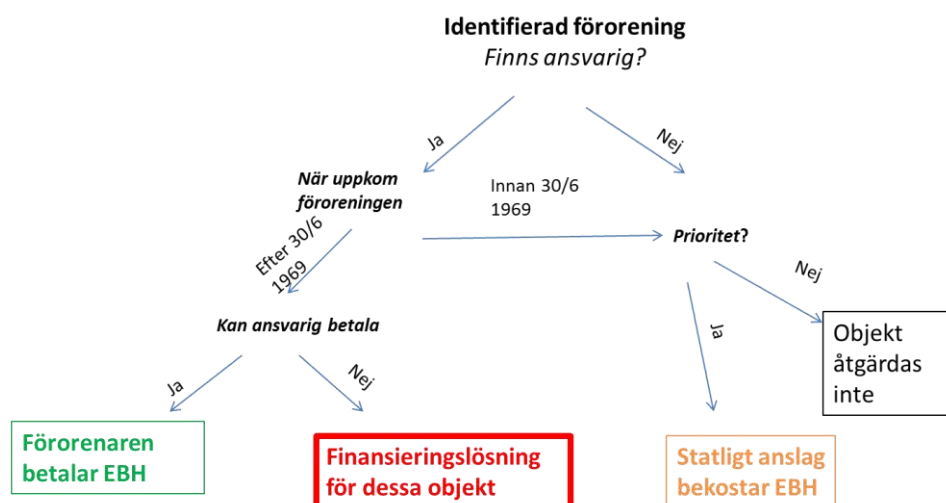 Identifierad förorening
Finns ansvarig?
Ja
Nej
När uppkom
föroreningen
Innan 30/6
1969
Prioritet?
Efter 30/6
1969
Nej
Kan ansvarig betala
Ja
Objekt
åtgärdas
inte
Ja
Nej
Förorenaren
betalar EBH
Finansieringslösning
för dessa objekt
Statligt anslag
bekostar EBH